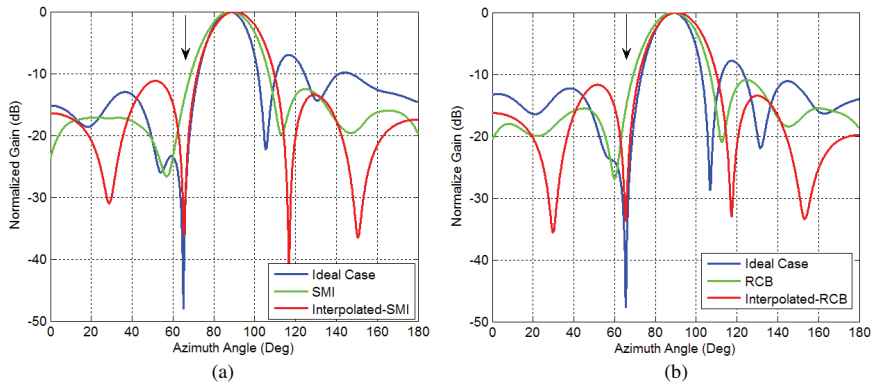 0
-10
-20
-30
-40
-50
Normalized Gain (dB)
0 20 40 60 80 100 120 140 160 180
Azimuth Angle (Deg)
Ideal Case
SMI
Interpolated-SMI
(a)
0
-10
-20
-30
-40
-50
Normalize Gain (dB)
0 20 40 60 80 100 120 140 160 180
Azimuth Angle (Deg)
Ideal Case
RCB
Interpolated-RCB
(b)